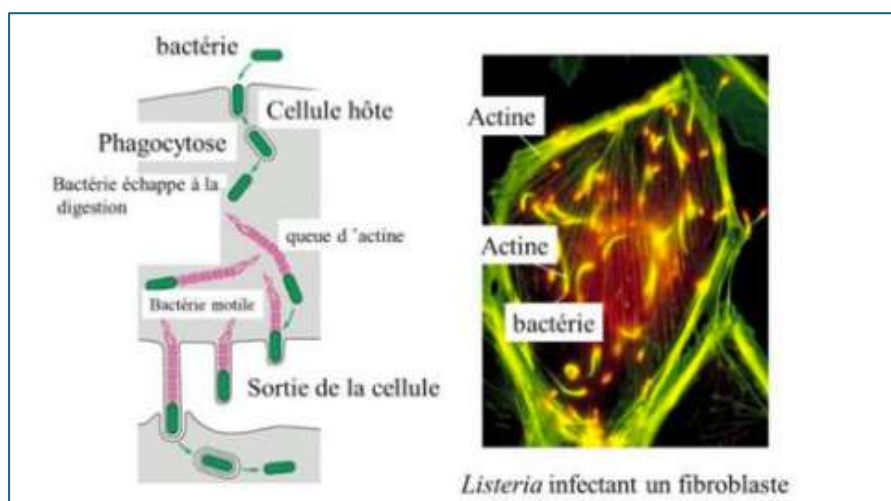 bactérie
Cellule hôte
Phagocytose
Bactérie échappe à la
digestion
queue d ’actine
Bactérie motile
Sortie de la cellule
Actine
Actine
bactérie
Listeria infectant un fibroblaste